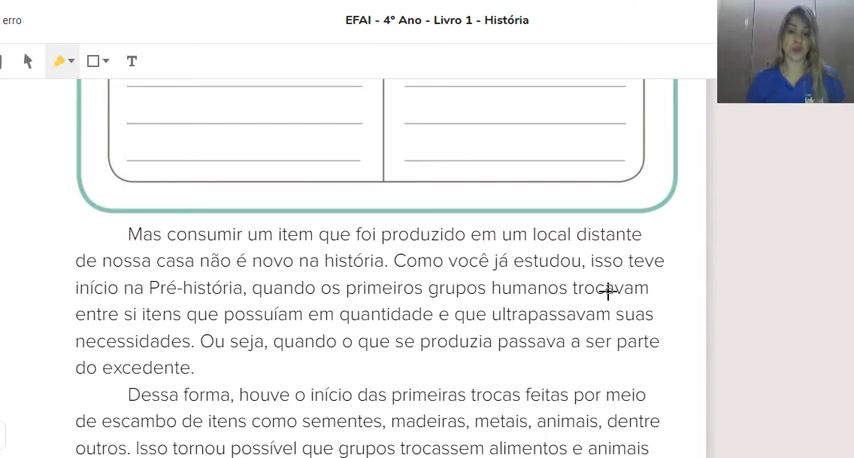 erro
EFAI - 4º Ano - Livro 1 - História
T
Mas consumir um item que foi produzido em um local distante
de nossa casa não é novo na história. Como você já estudou, isso teve
início na Pré-história, quando os primeiros grupos humanos trocavam
entre si itens que possuíam em quantidade e que ultrapassavam suas
necessidades. Ou seja, quando o que se produzia passava a ser parte
do excedente.
Dessa forma, houve o início das primeiras trocas feitas por meio
de escambo de itens como sementes, madeiras, metais, animais, dentre
outros. Isso tornou possível que grupos trocassem alimentos e animais